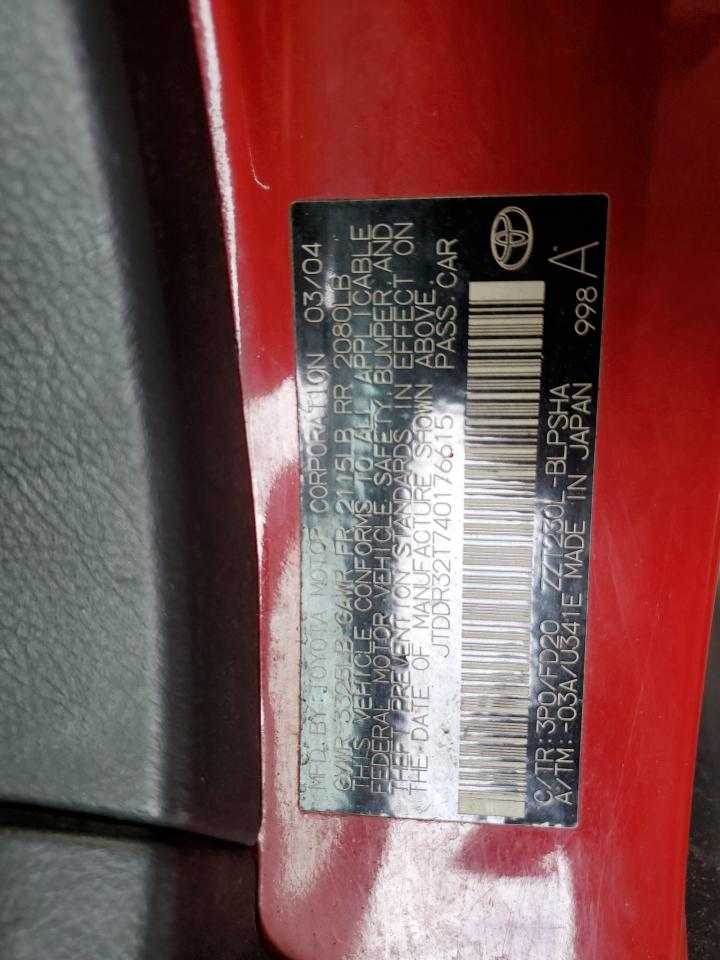 MFD. BY: TOYOTA MOTOR CORPORATION 03/04
GVWR 3325LB GAWR FR 2115LB RR 2080LB
THIS VEHICLE CONFORMS TO ALL APPLICABLE
FEDERAL MOTOR VEHICLE SAFETY, BUMPER, AND
THEFT PREVENTION STANDARDS IN EFFECT ON
THE DATE OF MANUFACTURE SHOWN ABOVE.
JTDDR32T740176615 PASS. CAR
C/TR: 3P0/FD20 ZZT230L-BLPSHA
A/TM: -03A/U341E MADE IN JAPAN
998 A